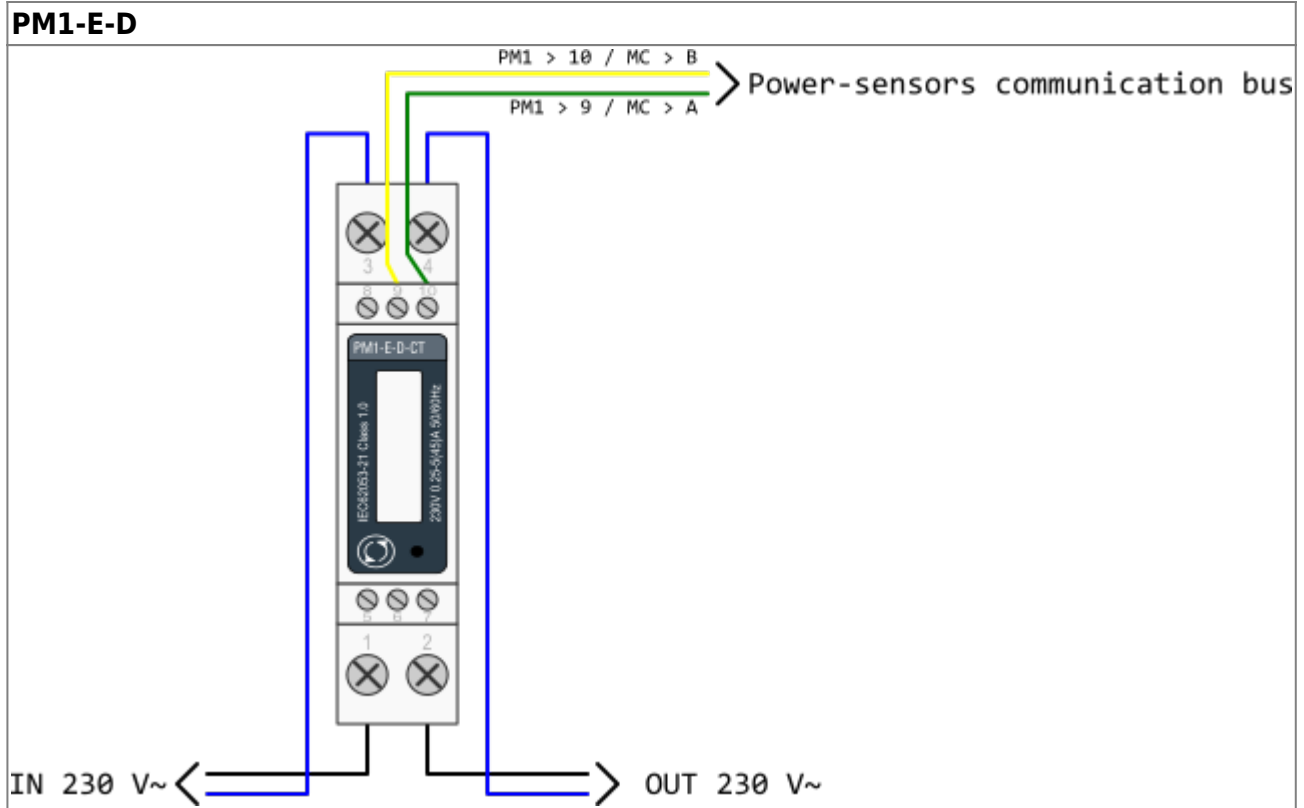 PM1-E-D
PM1 > 10 / MC > B
Power-sensors communication bus
PM1 > 9 / MC > A
3 4
8 9 10
PM1-E-D-CT
IEC62053-21 Class 1.0
230V 0.25-5(45)A 50/60Hz
5 6 7
1 2
IN 230 V~
OUT 230 V~